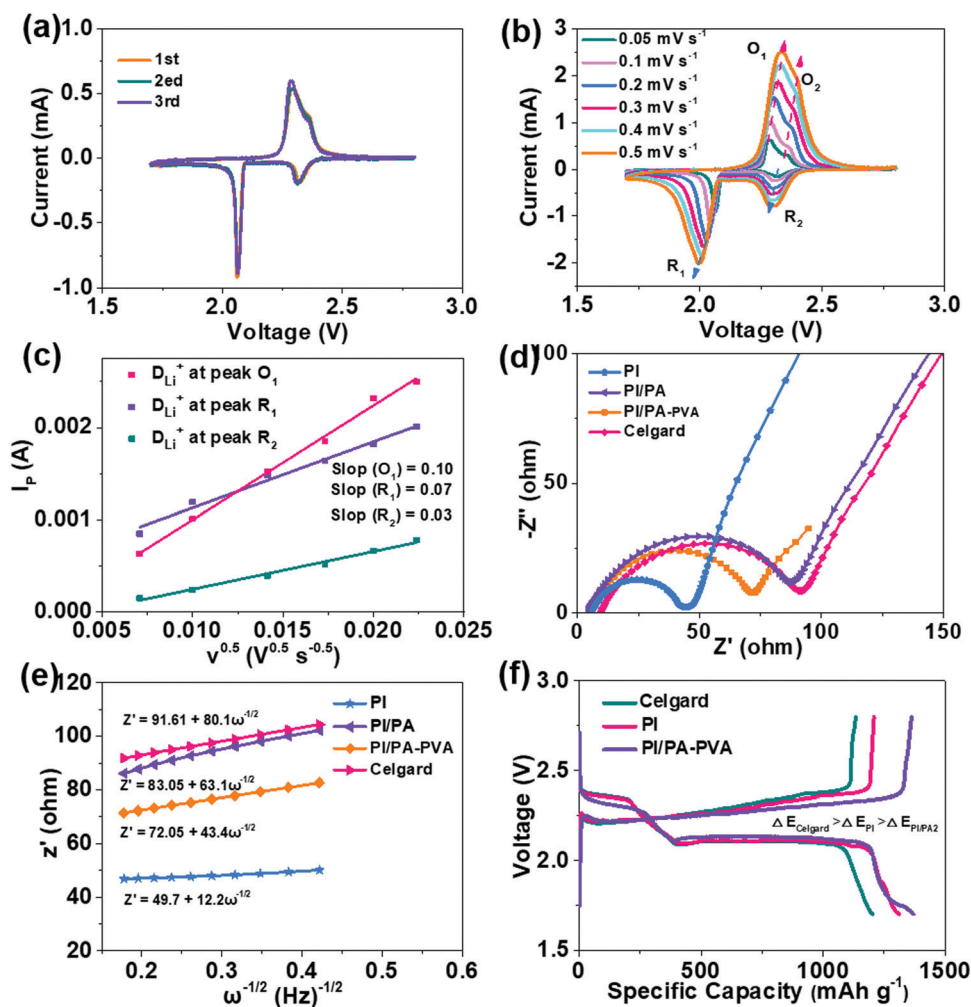 (a)
1st
2ed
3rd
Current (mA)
1.0
0.5
0.0
-0.5
-1.0
1.5 2.0 2.5 3.0
Voltage (V)
(b)
0.05 mV s⁻¹
0.1 mV s⁻¹
0.2 mV s⁻¹
0.3 mV s⁻¹
0.4 mV s⁻¹
0.5 mV s⁻¹
O₁
O₂
R₂
R₁
Current (mA)
3
2
1
0
-1
-2
1.5 2.0 2.5 3.0
Voltage (V)
(c)
D_Li⁺ at peak O₁
D_Li⁺ at peak R₁
D_Li⁺ at peak R₂
Slop (O₁) = 0.10
Slop (R₁) = 0.07
Slop (R₂) = 0.03
I_P (A)
0.002
0.001
0.000
0.005 0.010 0.015 0.020 0.025
v⁰·⁵ (V⁰·⁵ s⁻⁰·⁵)
(d)
PI
PI/PA
PI/PA-PVA
Celgard
-Z'' (ohm)
100
50
0
0 50 100 150
Z' (ohm)
(e)
PI
PI/PA
PI/PA-PVA
Celgard
Z' = 91.61 + 80.1ω⁻¹/²
Z' = 83.05 + 63.1ω⁻¹/²
Z' = 72.05 + 43.4ω⁻¹/²
Z' = 49.7 + 12.2ω⁻¹/²
z' (ohm)
120
100
80
60
40
20
0.2 0.3 0.4 0.5 0.6
ω⁻¹/² (Hz)⁻¹/²
(f)
Celgard
PI
PI/PA-PVA
△ E_Celgard > △ E_PI > △ E_PI/PA2
Voltage (V)
3.0
2.5
2.0
1.5
0 500 1000 1500
Specific Capacity (mAh g⁻¹)